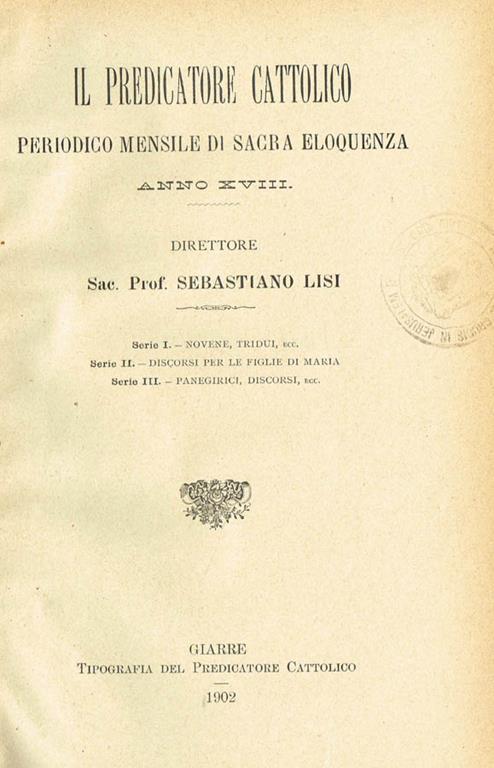 IL PREDICATORE CATTOLICO
PERIODICO MENSILE DI SACRA ELOQUENZA
ANNO XVIII.
DIRETTORE
Sac. Prof. SEBASTIANO LISI
Serie I. — NOVENE, TRIDUI, ECC.
Serie II. — DISCORSI PER LE FIGLIE DI MARIA
Serie III. — PANEGIRICI, DISCORSI, ECC.
GIARRE
TIPOGRAFIA DEL PREDICATORE CATTOLICO
1902
IN JERUSALEM